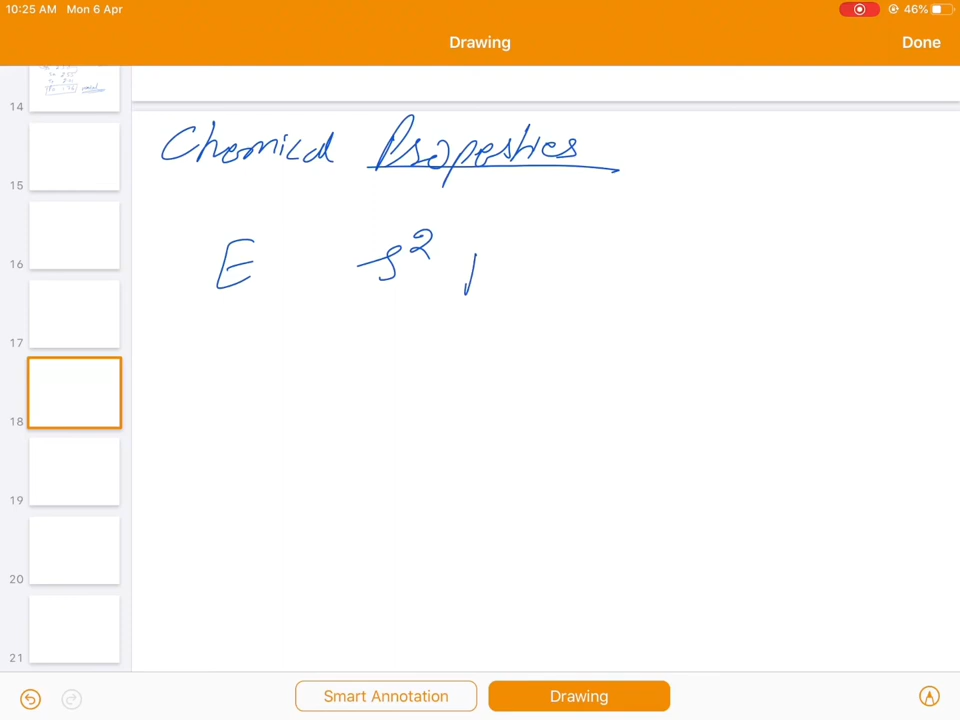 10:25 AM Mon 6 Apr 46%
Drawing Done
14
Chemical Properties
15
E s² p
16
17
18
19
20
21
Smart Annotation Drawing